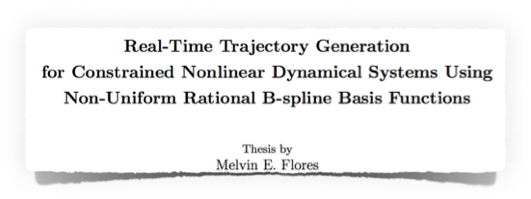 Real-Time Trajectory Generation
for Constrained Nonlinear Dynamical Systems Using
Non-Uniform Rational B-spline Basis Functions
Thesis by
Melvin E. Flores